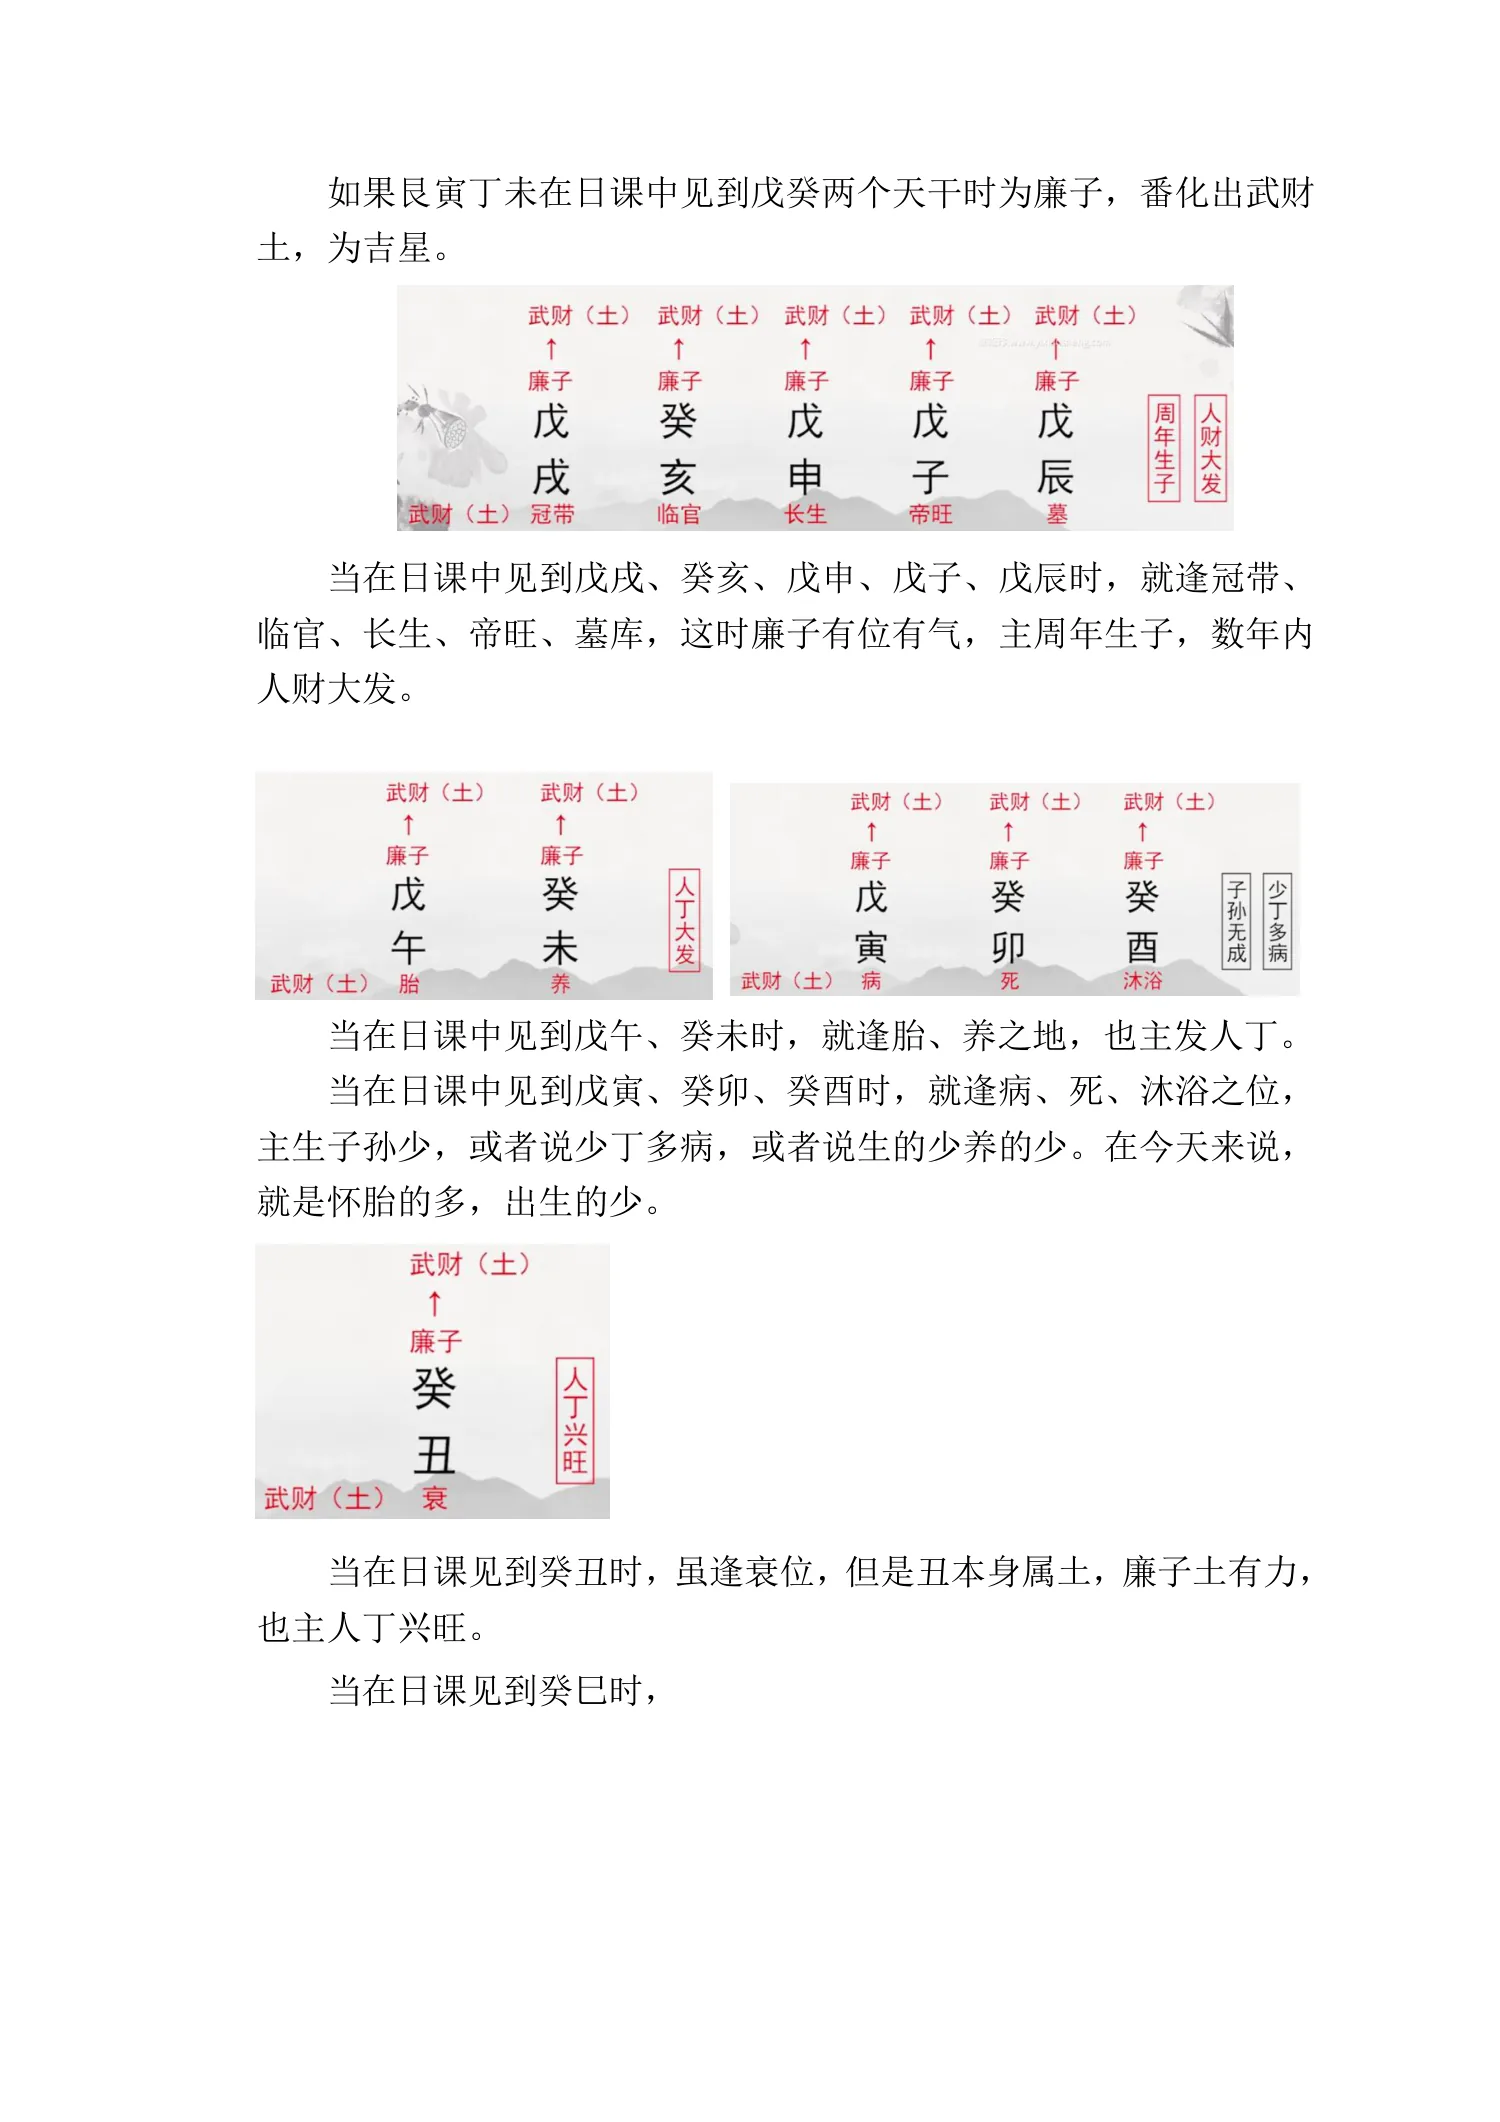 如果艮寅丁未在日课中见到戊癸两个天干时为廉子，番化出武财
土，为吉星。
武财（土） 武财（土） 武财（土） 武财（土） 武财（土）
↑ ↑ ↑ ↑ ↑
廉子 廉子 廉子 廉子 廉子
戊 癸 戊 戊 戊
戌 亥 申 子 辰
武财（土） 冠带 临官 长生 帝旺 墓
周年生子
人财大发
当在日课中见到戊戌、癸亥、戊申、戊子、戊辰时，就逢冠带、
临官、长生、帝旺、墓库，这时廉子有位有气，主周年生子，数年内
人财大发。
武财（土） 武财（土）
↑ ↑
廉子 廉子
戊 癸
午 未
武财（土） 胎 养
人丁大发
武财（土） 武财（土） 武财（土）
↑ ↑ ↑
廉子 廉子 廉子
戊 癸 癸
寅 卯 酉
武财（土） 病 死 沐浴
子孙无成
少丁多病
当在日课中见到戊午、癸未时，就逢胎、养之地，也主发人丁。
当在日课中见到戊寅、癸卯、癸酉时，就逢病、死、沐浴之位，
主生子孙少，或者说少丁多病，或者说生的少养的少。在今天来说，
就是怀胎的多，出生的少。
武财（土）
↑
廉子
癸
丑
武财（土） 衰
人丁兴旺
当在日课见到癸丑时，虽逢衰位，但是丑本身属土，廉子土有力，
也主人丁兴旺。
当在日课见到癸巳时，